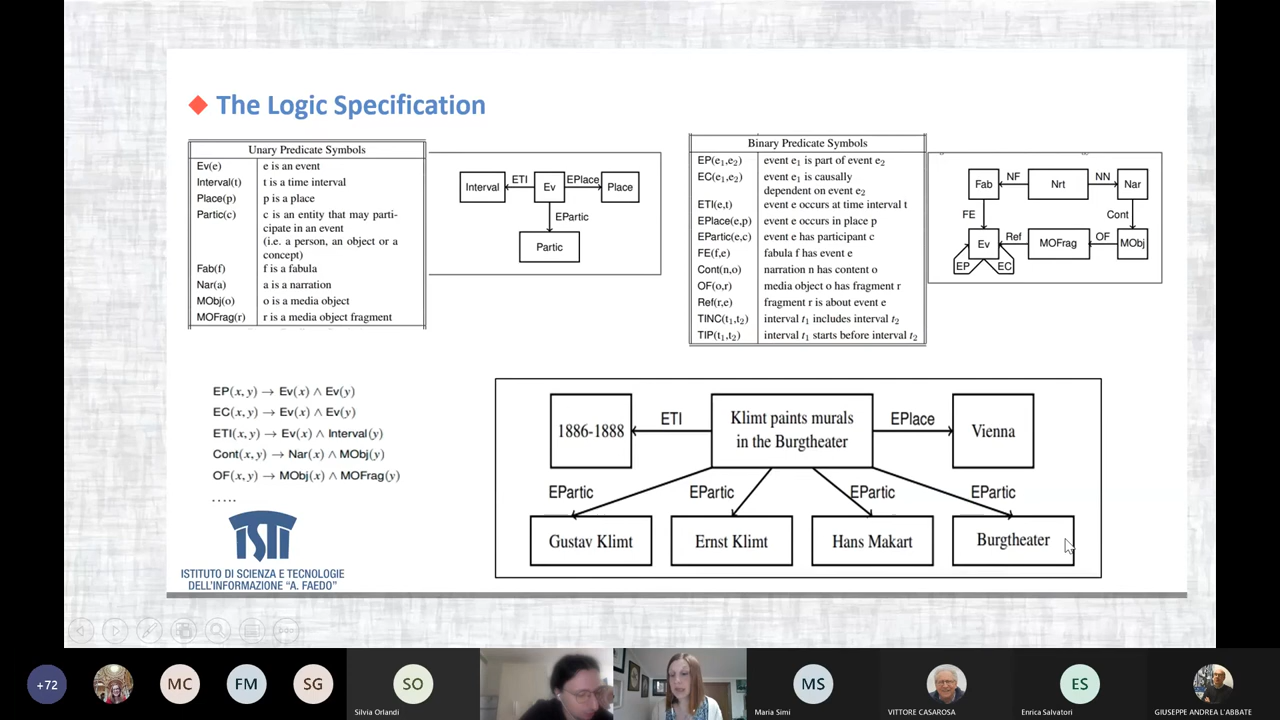 The Logic Specification
Unary Predicate Symbols
Ev(e) e is an event
Interval(t) t is a time interval
Place(p) p is a place
Partic(c) c is an entity that may parti-
cipate in an event
(i.e. a person, an object or a
concept)
Fab(f) f is a fabula
Nar(a) a is a narration
MObj(o) o is a media object
MOFrag(r) r is a media object fragment
Interval ETI Ev EPlace Place
EPartic
Partic
Binary Predicate Symbols
EP(e₁,e₂) event e₁ is part of event e₂
EC(e₁,e₂) event e₁ is causally
dependent on event e₂
ETI(e,t) event e occurs at time interval t
EPlace(e,p) event e occurs in place p
EPartic(e,c) event e has participant c
FE(f,e) fabula f has event e
Cont(n,o) narration n has content o
OF(o,r) media object o has fragment r
Ref(r,e) fragment r is about event e
TINC(t₁,t₂) interval t₁ includes interval t₂
TIP(t₁,t₂) interval t₁ starts before interval t₂
Fab NF Nrt NN Nar
FE Cont
Ev Ref MOFrag OF MObj
EP EC
EP(x, y) → Ev(x) ∧ Ev(y)
EC(x, y) → Ev(x) ∧ Ev(y)
ETI(x, y) → Ev(x) ∧ Interval(y)
Cont(x, y) → Nar(x) ∧ MObj(y)
OF(x, y) → MObj(x) ∧ MOFrag(y)
.....
1886-1888 ETI Klimt paints murals
in the Burgtheater EPlace Vienna
EPartic EPartic EPartic EPartic
Gustav Klimt Ernst Klimt Hans Makart Burgtheater
ISTI
ISTITUTO DI SCIENZA E TECNOLOGIE
DELL'INFORMAZIONE "A. FAEDO"
+72 MC FM SG SO MS ES
Silvia Orlandi Maria Simi VITTORE CASAROSA Enrica Salvatori GIUSEPPE ANDREA L'ABBATE